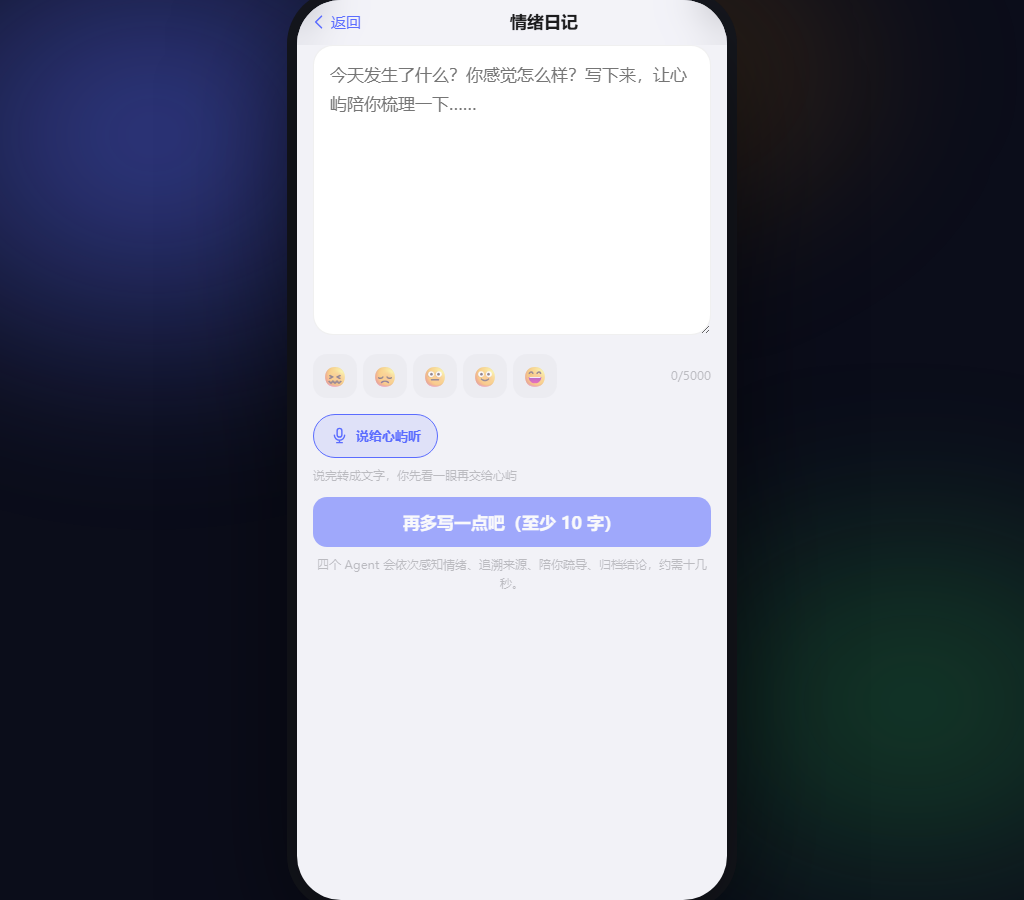 返回
情绪日记
今天发生了什么？你感觉怎么样？写下来，让心
屿陪你梳理一下……
0/5000
说给心屿听
说完转成文字，你先看一眼再交给心屿
再多写一点吧（至少 10 字）
四个 Agent 会依次感知情绪、追溯来源、陪你疏导、归档结论，约需十几
秒。